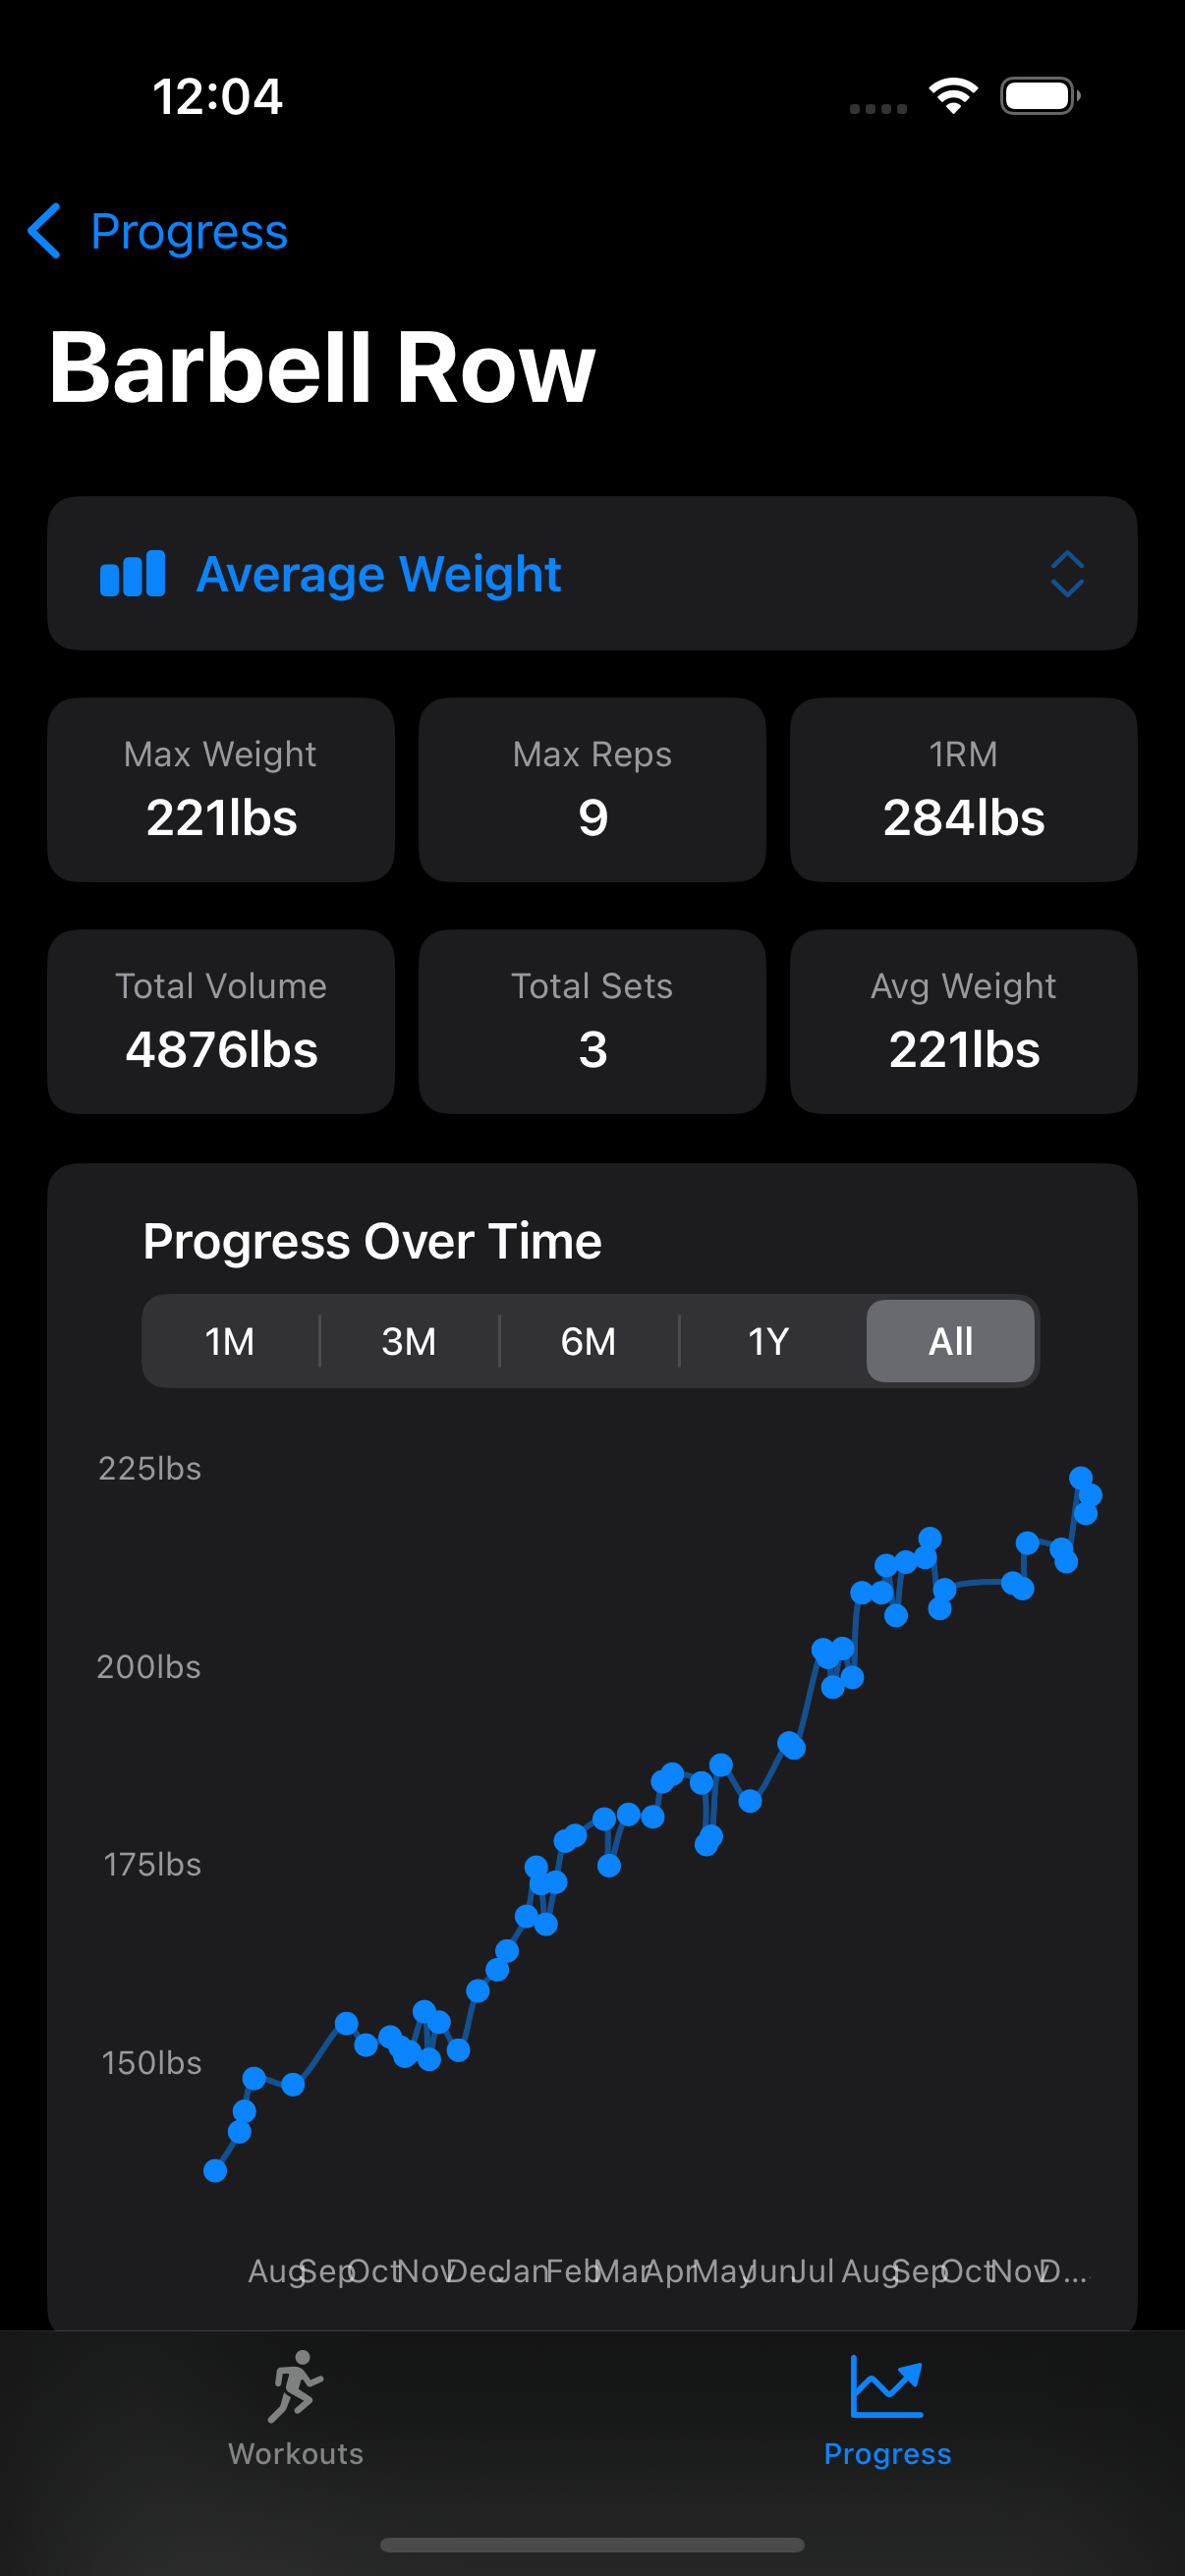 12:04
Progress
Barbell Row
Average Weight
Max Weight
221lbs
Max Reps
9
1RM
284lbs
Total Volume
4876lbs
Total Sets
3
Avg Weight
221lbs
Progress Over Time
1M 3M 6M 1Y All
225lbs
200lbs
175lbs
150lbs
Aug Sep Oct Nov Dec Jan Feb Mar Apr May Jun Jul Aug Sep Oct Nov D...
Workouts
Progress